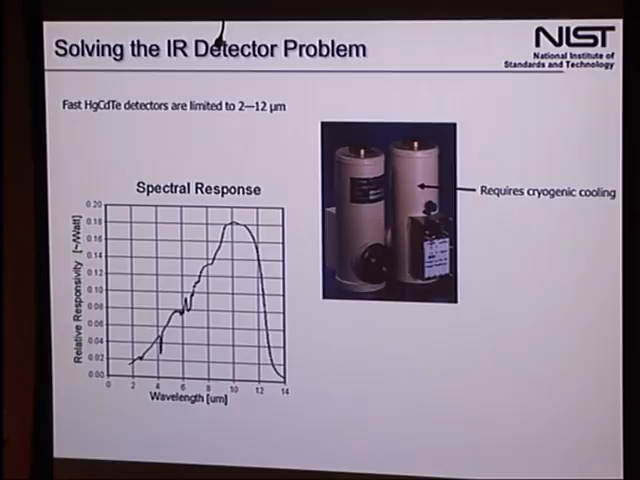 Solving the IR Detector Problem
NIST
National Institute of
Standards and Technology
Fast HgCdTe detectors are limited to 2—12 µm
Requires cryogenic cooling
Spectral Response
Relative Responsivity [~/Watt]
0.20
0.18
0.16
0.14
0.12
0.10
0.08
0.06
0.04
0.02
0.00
0 2 4 6 8 10 12 14
Wavelength [um]